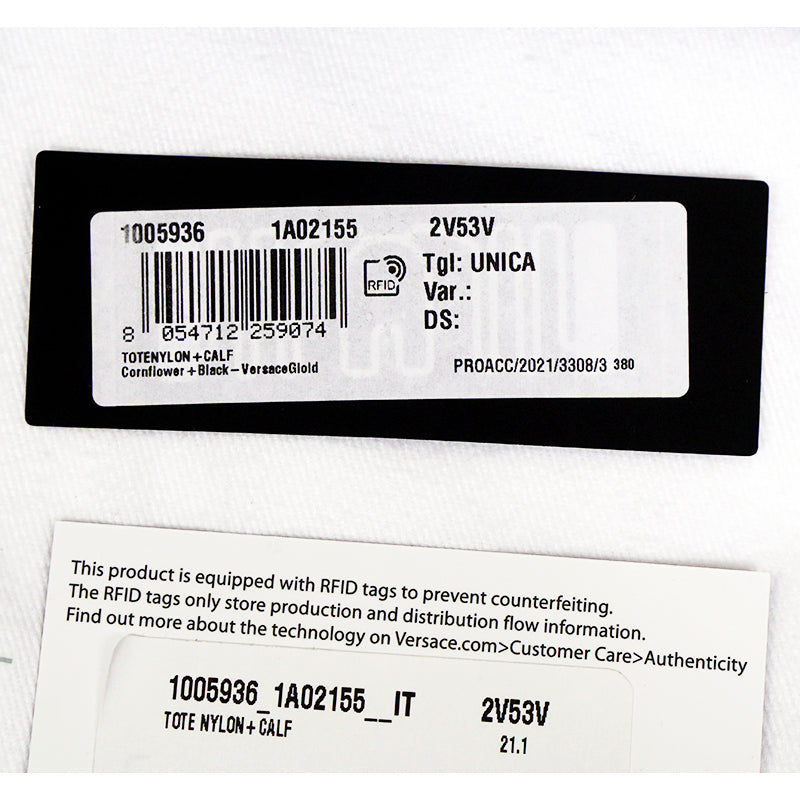 1005936 1A02155 2V53V
RFID
Tgl: UNICA
Var.:
DS:
8 054712 259074
TOTENYLON+CALF
Cornflower+Black-VersaceGlold
PROACC/2021/3308/3 380
This product is equipped with RFID tags to prevent counterfeiting.
The RFID tags only store production and distribution flow information.
Find out more about the technology on Versace.com>Customer Care>Authenticity
1005936_1A02155__IT 2V53V
TOTE NYLON+CALF 21.1